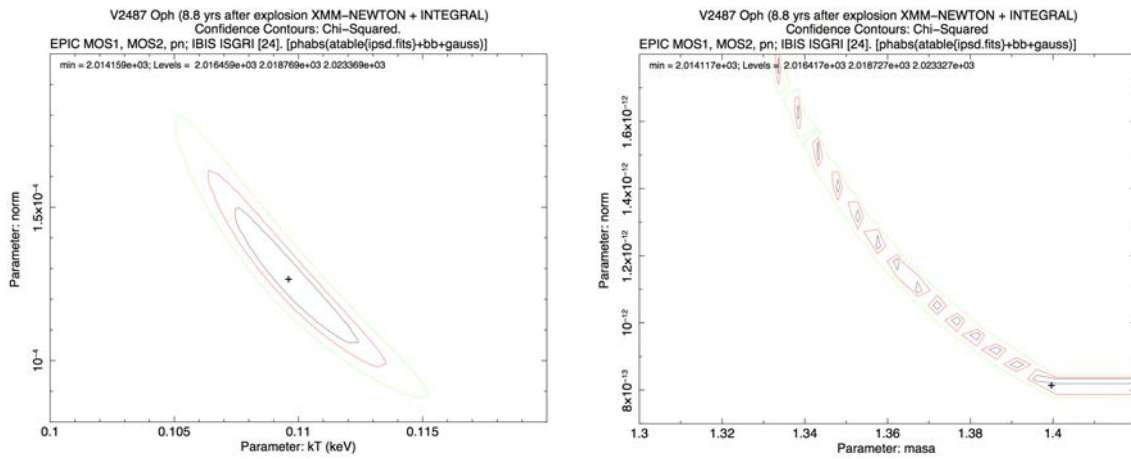 V2487 Oph (8.8 yrs after explosion XMM-NEWTON + INTEGRAL)
Confidence Contours: Chi-Squared.
EPIC MOS1, MOS2, pn; IBIS ISGRI [24]. [phabs(atable{ipsd.fits}+bb+gauss)]
min = 2.014159e+03; Levels = 2.016459e+03 2.018769e+03 2.023369e+03
Parameter: norm
1.5×10⁻⁴
10⁻⁴
0.1
0.105
0.11
0.115
Parameter: kT (keV)
V2487 Oph (8.8 yrs after explosion XMM-NEWTON + INTEGRAL)
Confidence Contours: Chi-Squared
EPIC MOS1, MOS2, pn; IBIS ISGRI [24]. [phabs(atable{ipsd.fits}+bb+gauss)]
min = 2.014117e+03; Levels = 2.016417e+03 2.018727e+03 2.023327e+03
Parameter: norm
1.6×10⁻¹²
1.4×10⁻¹²
1.2×10⁻¹²
10⁻¹²
8×10⁻¹³
1.3
1.32
1.34
1.36
1.38
1.4
Parameter: masa